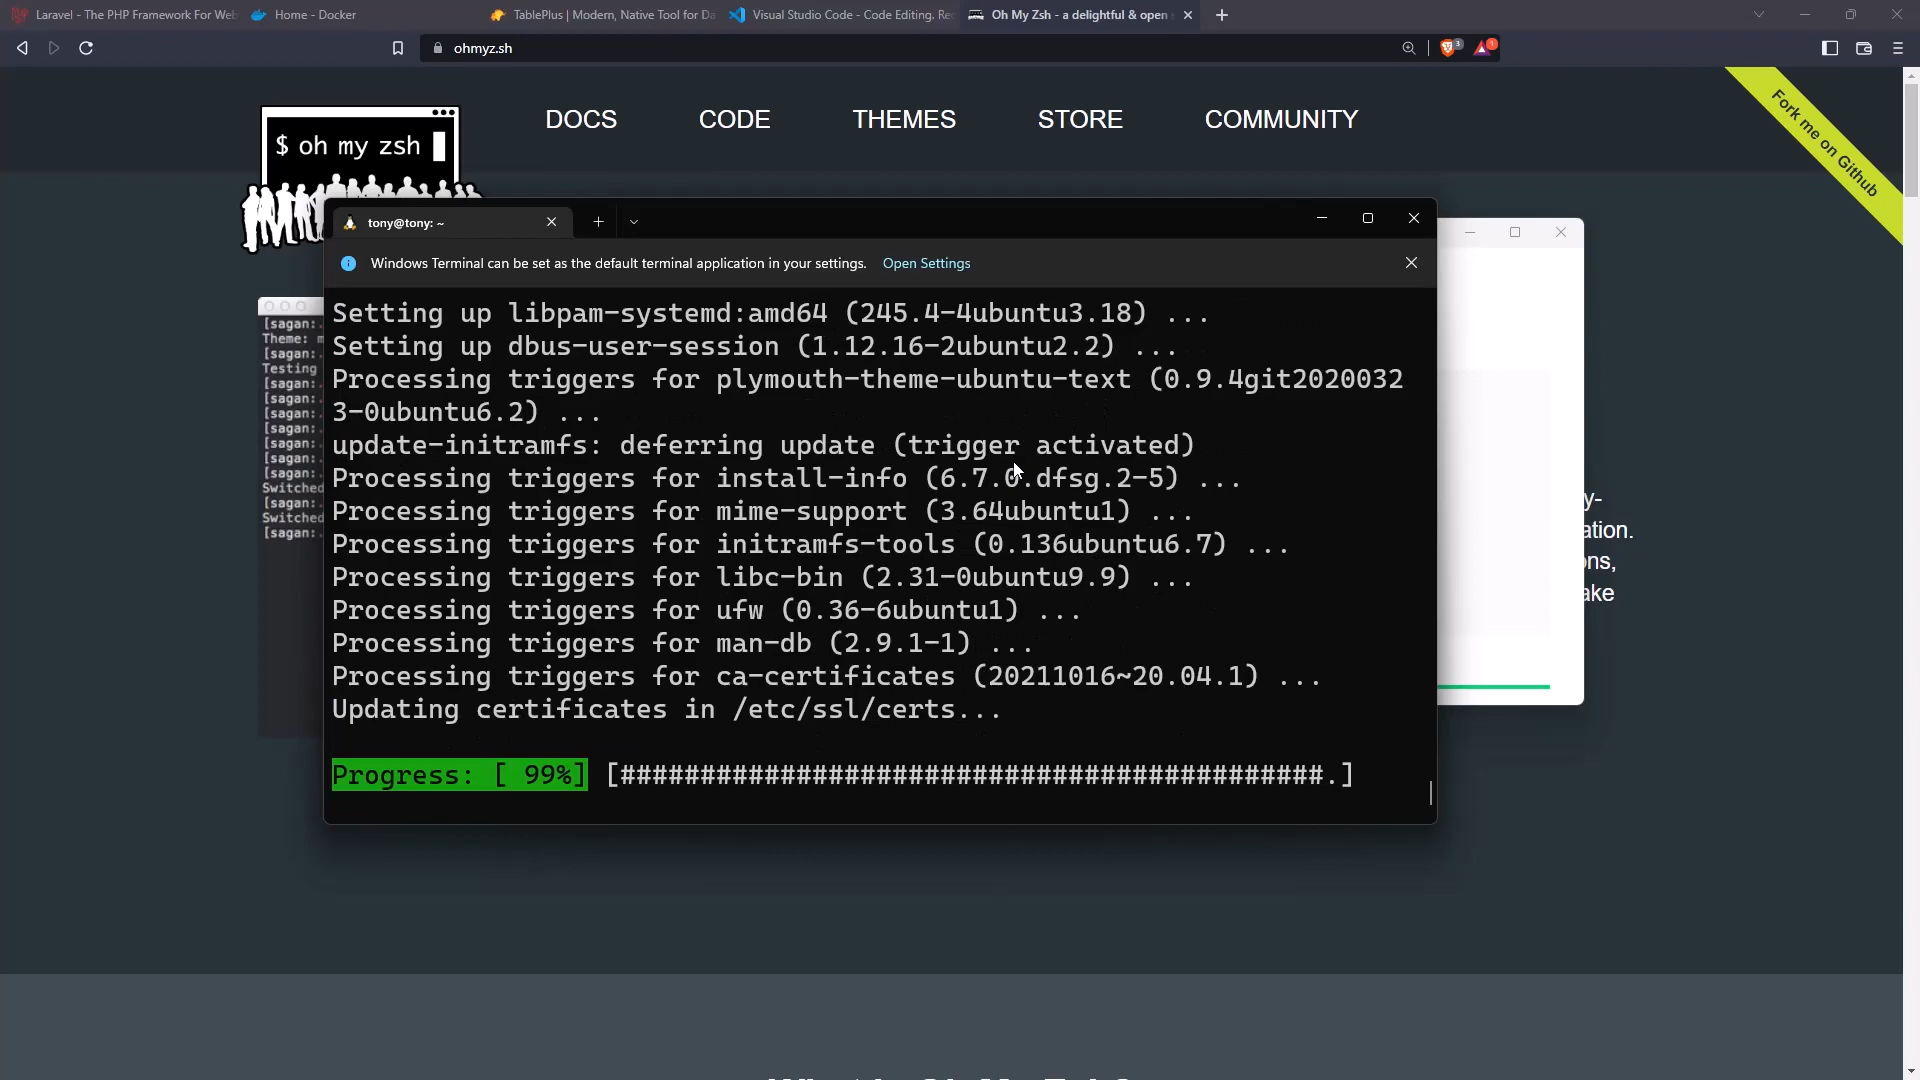 Laravel - The PHP Framework For Web
Home - Docker
TablePlus | Modern, Native Tool for Da
Visual Studio Code - Code Editing. Re
Oh My Zsh - a delightful & open
ohmyz.sh
3
1
$ oh my zsh
DOCS
CODE
THEMES
STORE
COMMUNITY
Fork me on Github
tony@tony: ~
Windows Terminal can be set as the default terminal application in your settings. Open Settings
[sagan:
Theme: m
[sagan:.
Testing
[sagan:.
[sagan:.
[sagan:.
[sagan:.
[sagan:.
[sagan:.
[sagan:.
Switched
[sagan:.
Switched
[sagan:.
Setting up libpam-systemd:amd64 (245.4-4ubuntu3.18) ...
Setting up dbus-user-session (1.12.16-2ubuntu2.2) ...
Processing triggers for plymouth-theme-ubuntu-text (0.9.4git2020032
3-0ubuntu6.2) ...
update-initramfs: deferring update (trigger activated)
Processing triggers for install-info (6.7.0.dfsg.2-5) ...
Processing triggers for mime-support (3.64ubuntu1) ...
Processing triggers for initramfs-tools (0.136ubuntu6.7) ...
Processing triggers for libc-bin (2.31-0ubuntu9.9) ...
Processing triggers for ufw (0.36-6ubuntu1) ...
Processing triggers for man-db (2.9.1-1) ...
Processing triggers for ca-certificates (20211016~20.04.1) ...
Updating certificates in /etc/ssl/certs...
Progress: [ 99%] [############################################.]
y-
ation.
ons,
ake